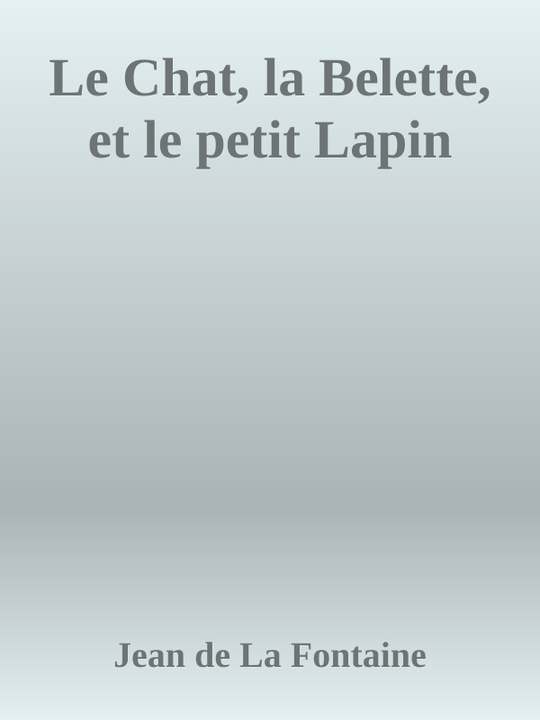 Le Chat, la Belette,
et le petit Lapin
Jean de La Fontaine